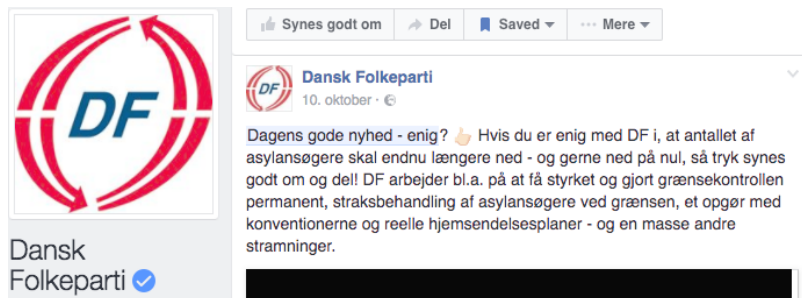 DF
Dansk
Folkeparti
Synes godt om
Del
Saved
Mere
DF
Dansk Folkeparti
10. oktober ·
Dagens gode nyhed - enig? 👆 Hvis du er enig med DF i, at antallet af
asylansøgere skal endnu længere ned - og gerne ned på nul, så tryk synes
godt om og del! DF arbejder bl.a. på at få styrket og gjort grænsekontrollen
permanent, straksbehandling af asylansøgere ved grænsen, et opgør med
konventionerne og reelle hjemsendelsesplaner - og en masse andre
stramninger.